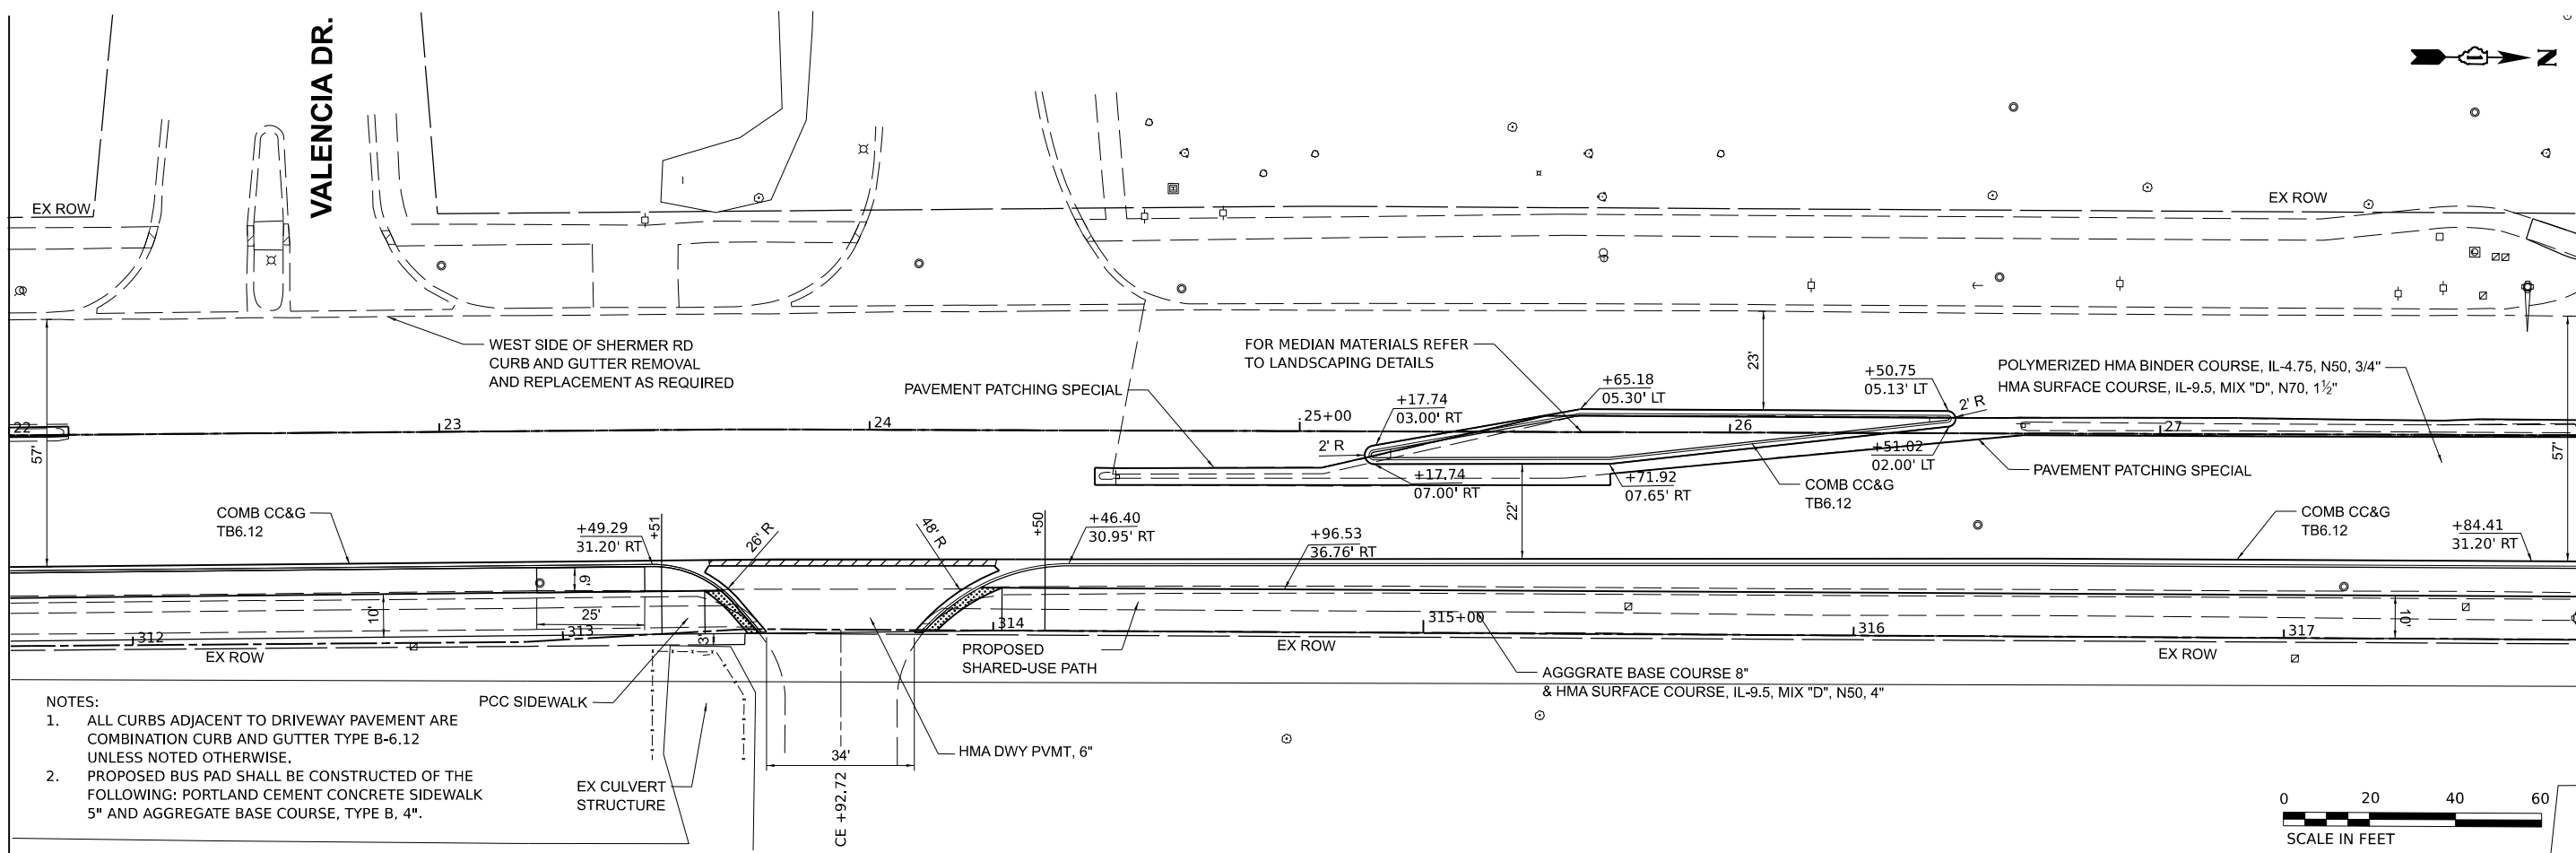 VALENCIA DR.
N
EX ROW
EX ROW
WEST SIDE OF SHERMER RD
CURB AND GUTTER REMOVAL
AND REPLACEMENT AS REQUIRED
PAVEMENT PATCHING SPECIAL
FOR MEDIAN MATERIALS REFER
TO LANDSCAPING DETAILS
23'
+65.18
05.30' LT
+50.75
05.13' LT
2' R
POLYMERIZED HMA BINDER COURSE, IL-4.75, N50, 3/4"
HMA SURFACE COURSE, IL-9.5, MIX "D", N70, 1½"
+17.74
03.00' RT
22
23
24
25+00
26
27
57'
57'
2' R
+17.74
07.00' RT
+71.92
07.65' RT
+51.02
02.00' LT
PAVEMENT PATCHING SPECIAL
COMB CC&G
TB6.12
22'
COMB CC&G
TB6.12
+49.29
31.20' RT
+51
26' R
48' R
+50
+46.40
30.95' RT
+96.53
36.76' RT
COMB CC&G
TB6.12
+84.41
31.20' RT
9'
10'
25'
3'
10'
312
313
314
315+00
316
317
EX ROW
PROPOSED
SHARED-USE PATH
EX ROW
EX ROW
AGGGRATE BASE COURSE 8"
& HMA SURFACE COURSE, IL-9.5, MIX "D", N50, 4"
PCC SIDEWALK
NOTES:
1. ALL CURBS ADJACENT TO DRIVEWAY PAVEMENT ARE
COMBINATION CURB AND GUTTER TYPE B-6.12
UNLESS NOTED OTHERWISE.
2. PROPOSED BUS PAD SHALL BE CONSTRUCTED OF THE
FOLLOWING: PORTLAND CEMENT CONCRETE SIDEWALK
5" AND AGGREGATE BASE COURSE, TYPE B, 4".
EX CULVERT
STRUCTURE
34'
CE +92.72
HMA DWY PVMT, 6"
0 20 40 60
SCALE IN FEET